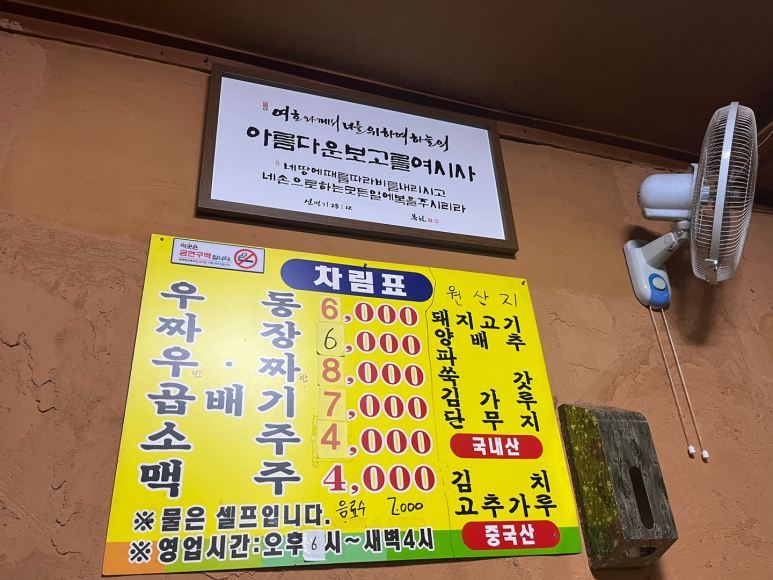 여호와께서 너를 위하여 하늘의
아름다운보고를여시사
네땅에때를따라비를내리시고
네손으로하는모든일에복을주시리라
신명기 28:12
이곳은
금연구역입니다.
차림표
우동 6,000
짜장 6,000
우반·짜반 8,000
곱배기 7,000
소주 4,000
맥주 4,000
음료수 2000
※물은 셀프입니다.
※영업시간:오후6시~새벽4시
원산지
돼지고기
양배추
파
쑥갓
김가루
단무지
국내산
김치
고추가루
중국산